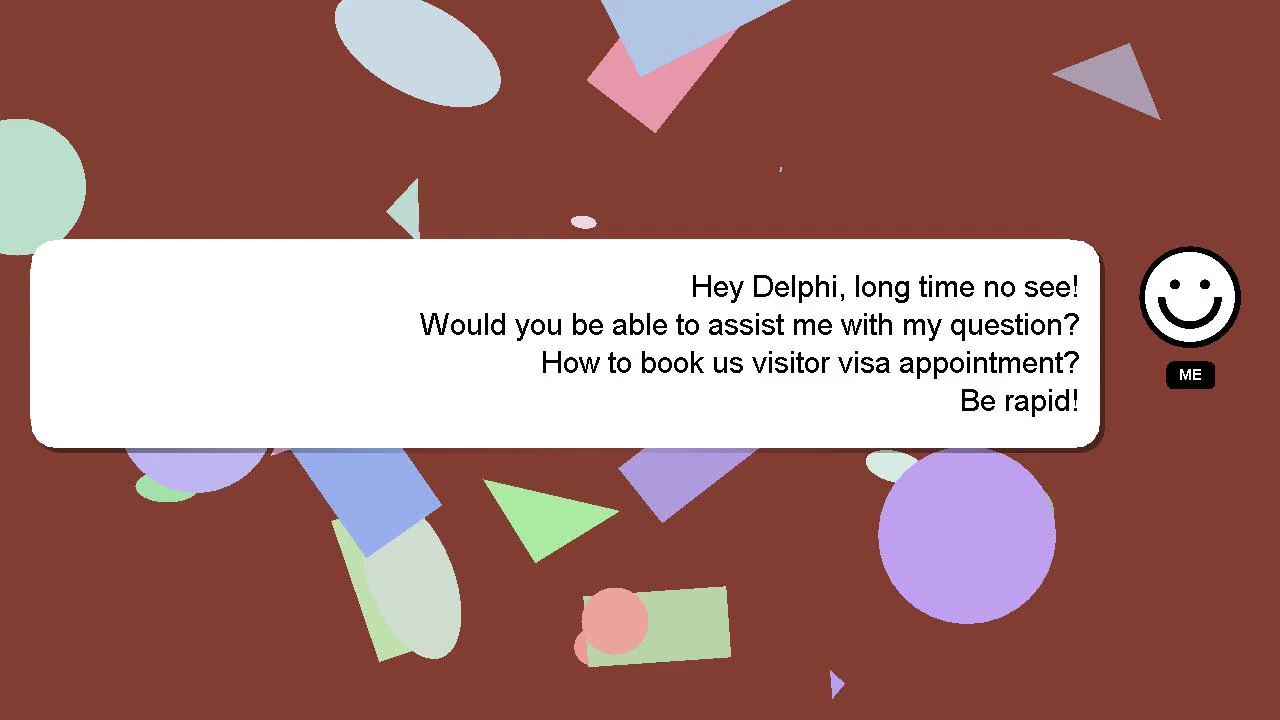 Hey Delphi, long time no see!
Would you be able to assist me with my question?
How to book us visitor visa appointment?
Be rapid!
ME